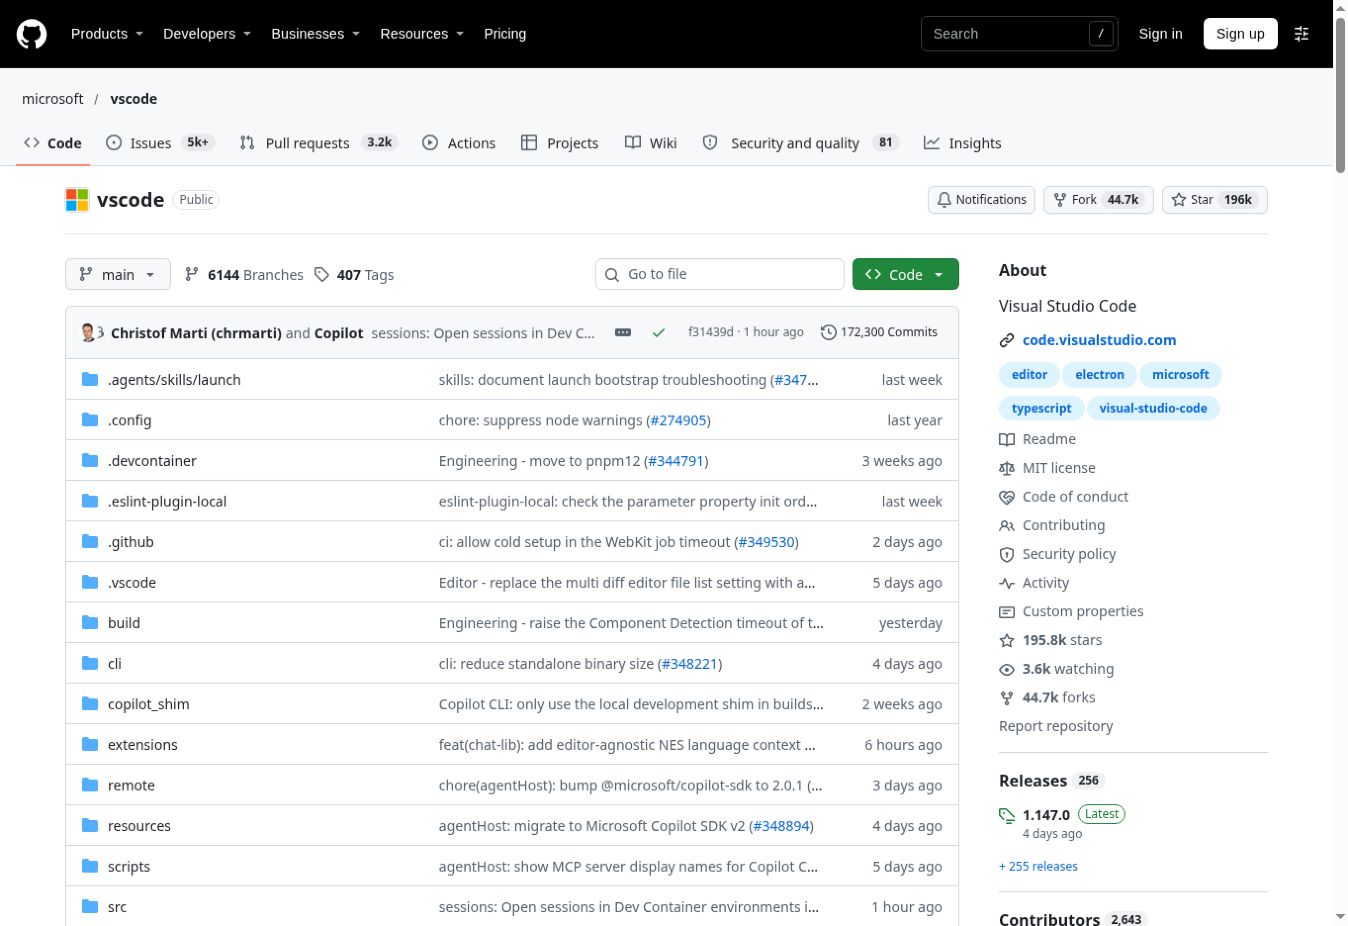 Products Developers Businesses Resources Pricing Search / Sign in Sign up
microsoft / vscode
Code Issues 5k+ Pull requests 3.2k Actions Projects Wiki Security and quality 81 Insights
vscode Public Notifications Fork 44.7k Star 196k
main 6144 Branches 407 Tags Go to file Code
Christof Marti (chrmarti) and Copilot sessions: Open sessions in Dev C... f31439d · 1 hour ago 172,300 Commits
.agents/skills/launch skills: document launch bootstrap troubleshooting (#347... last week
.config chore: suppress node warnings (#274905) last year
.devcontainer Engineering - move to pnpm12 (#344791) 3 weeks ago
.eslint-plugin-local eslint-plugin-local: check the parameter property init ord... last week
.github ci: allow cold setup in the WebKit job timeout (#349530) 2 days ago
.vscode Editor - replace the multi diff editor file list setting with a... 5 days ago
build Engineering - raise the Component Detection timeout of t... yesterday
cli cli: reduce standalone binary size (#348221) 4 days ago
copilot_shim Copilot CLI: only use the local development shim in builds... 2 weeks ago
extensions feat(chat-lib): add editor-agnostic NES language context ... 6 hours ago
remote chore(agentHost): bump @microsoft/copilot-sdk to 2.0.1 (... 3 days ago
resources agentHost: migrate to Microsoft Copilot SDK v2 (#348894) 4 days ago
scripts agentHost: show MCP server display names for Copilot C... 5 days ago
src sessions: Open sessions in Dev Container environments i... 1 hour ago
About
Visual Studio Code
code.visualstudio.com
editor electron microsoft
typescript visual-studio-code
Readme
MIT license
Code of conduct
Contributing
Security policy
Activity
Custom properties
195.8k stars
3.6k watching
44.7k forks
Report repository
Releases 256
1.147.0 Latest
4 days ago
+ 255 releases
Contributors 2,643